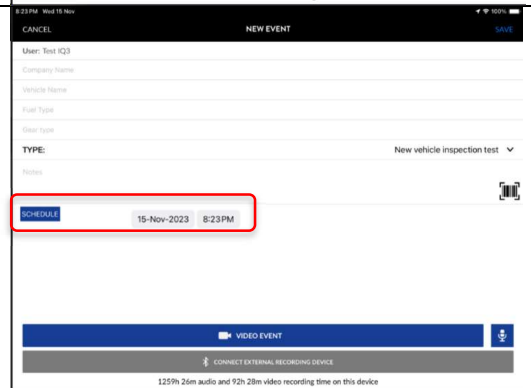 8:23 PM Wed 15 Nov 100%
CANCEL NEW EVENT SAVE
User: Test IQ3
Company Name
Vehicle Name
Fuel Type
Gear type
TYPE: New vehicle inspection test
Notes
SCHEDULE 15-Nov-2023 8:23PM
VIDEO EVENT
CONNECT EXTERNAL RECORDING DEVICE
1259h 26m audio and 92h 28m video recording time on this device